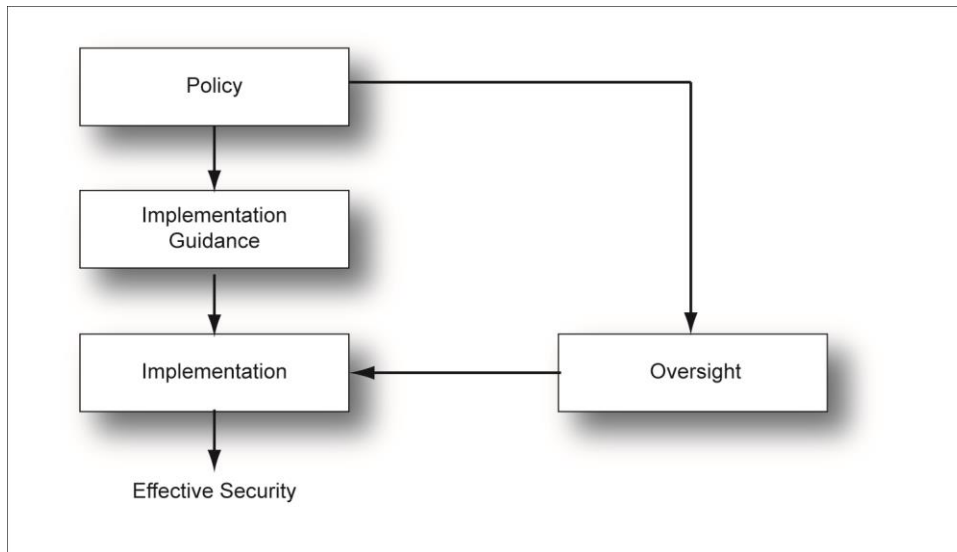 Policy
Implementation
Guidance
Implementation
Oversight
Effective Security